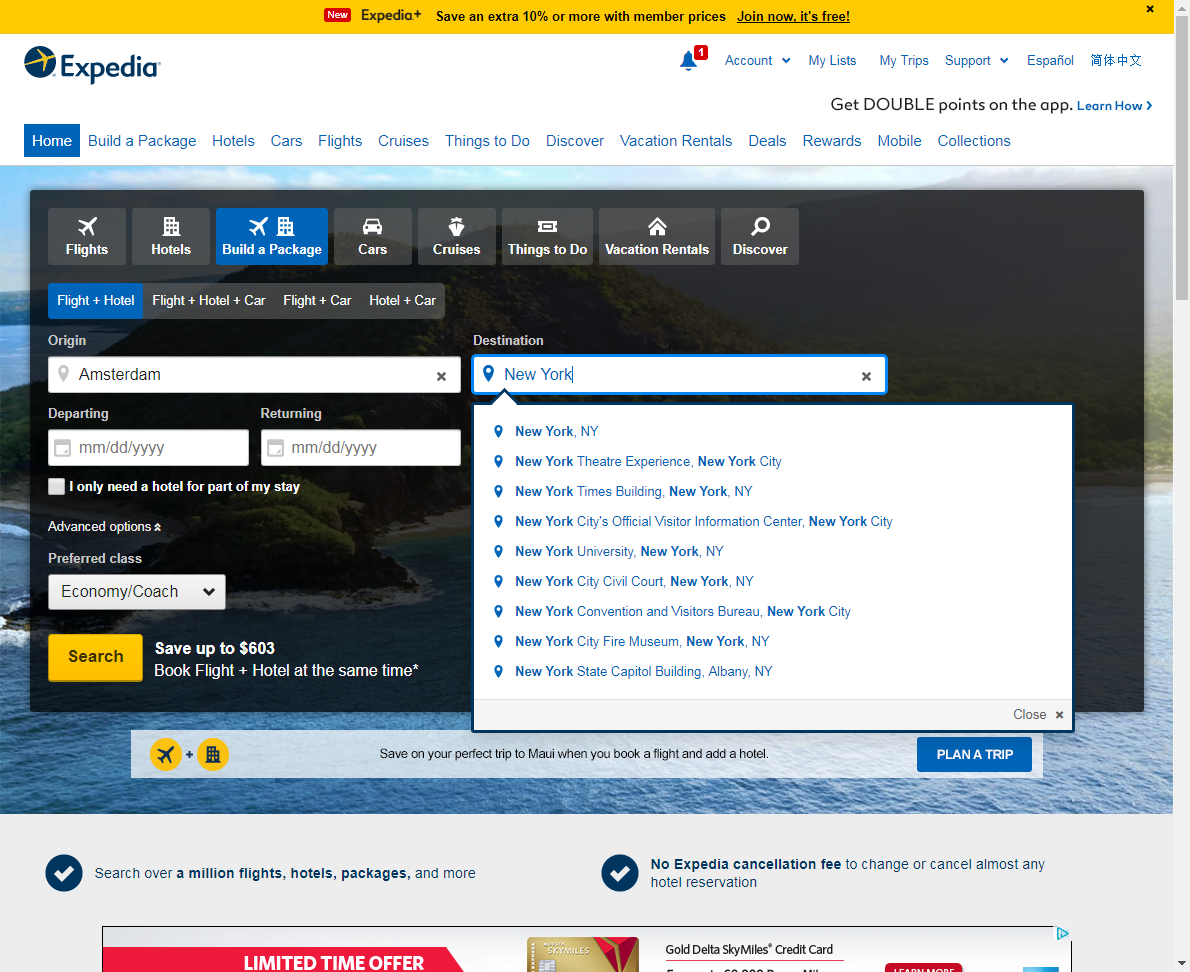 New Expedia+ Save an extra 10% or more with member prices Join now, it's free!
Expedia
1 Account My Lists My Trips Support Español 简体中文
Get DOUBLE points on the app. Learn How
Home Build a Package Hotels Cars Flights Cruises Things to Do Discover Vacation Rentals Deals Rewards Mobile Collections
Flights Hotels Build a Package Cars Cruises Things to Do Vacation Rentals Discover
Flight + Hotel Flight + Hotel + Car Flight + Car Hotel + Car
Origin Destination
Amsterdam New York
Departing Returning
mm/dd/yyyy mm/dd/yyyy
I only need a hotel for part of my stay
Advanced options
Preferred class
Economy/Coach
Search
Save up to $603
Book Flight + Hotel at the same time*
New York, NY
New York Theatre Experience, New York City
New York Times Building, New York, NY
New York City's Official Visitor Information Center, New York City
New York University, New York, NY
New York City Civil Court, New York, NY
New York Convention and Visitors Bureau, New York City
New York City Fire Museum, New York, NY
New York State Capitol Building, Albany, NY
Close
+ Save on your perfect trip to Maui when you book a flight and add a hotel. PLAN A TRIP
Search over a million flights, hotels, packages, and more
No Expedia cancellation fee to change or cancel almost any
hotel reservation
LIMITED TIME OFFER
SKYMILES
Gold Delta SkyMiles® Credit Card
LEARN MORE